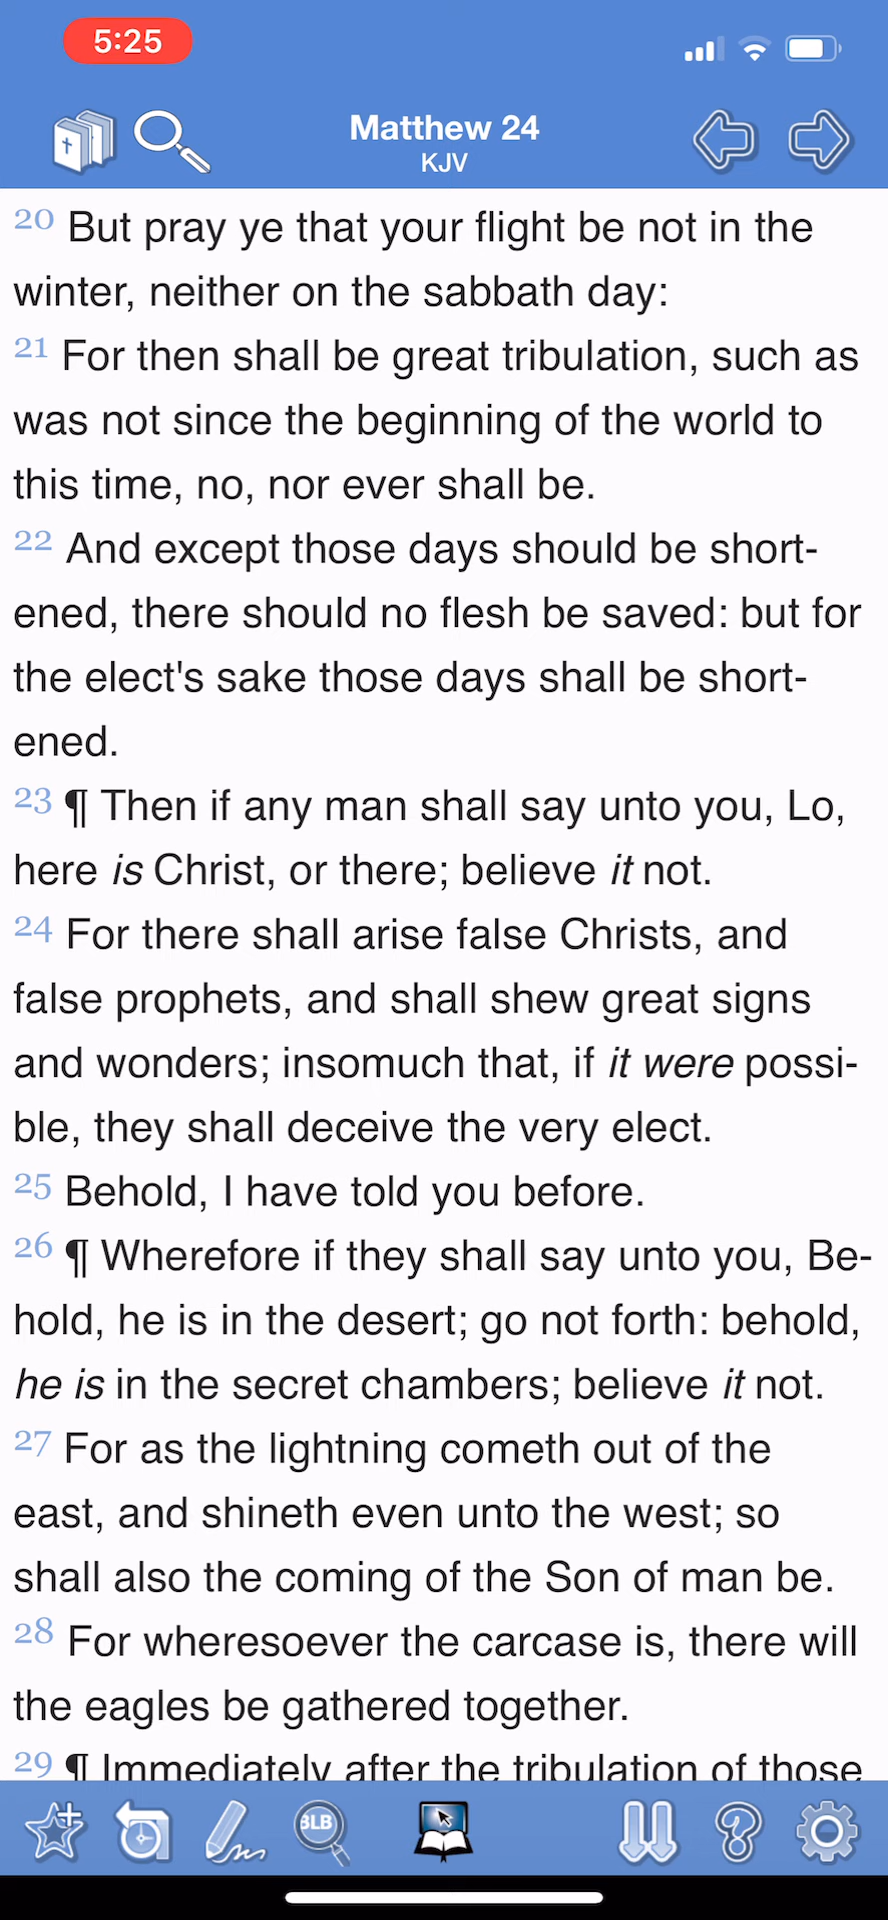 5:25
Matthew 24
KJV
20 But pray ye that your flight be not in the
winter, neither on the sabbath day:
21 For then shall be great tribulation, such as
was not since the beginning of the world to
this time, no, nor ever shall be.
22 And except those days should be short-
ened, there should no flesh be saved: but for
the elect's sake those days shall be short-
ened.
23 ¶ Then if any man shall say unto you, Lo,
here is Christ, or there; believe it not.
24 For there shall arise false Christs, and
false prophets, and shall shew great signs
and wonders; insomuch that, if it were possi-
ble, they shall deceive the very elect.
25 Behold, I have told you before.
26 ¶ Wherefore if they shall say unto you, Be-
hold, he is in the desert; go not forth: behold,
he is in the secret chambers; believe it not.
27 For as the lightning cometh out of the
east, and shineth even unto the west; so
shall also the coming of the Son of man be.
28 For wheresoever the carcase is, there will
the eagles be gathered together.
29 ¶ Immediately after the tribulation of those
BLB